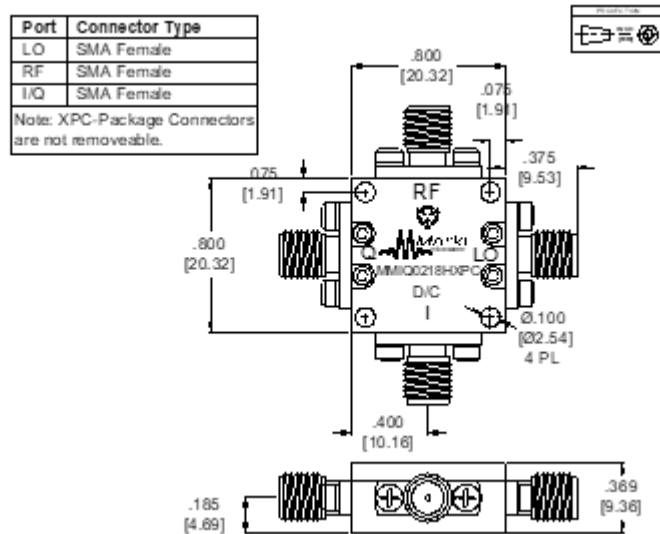 Port Connector Type
LO SMA Female
RF SMA Female
I/Q SMA Female
Note: XPC-Package Connectors
are not removeable.
.800
[20.32]
.075
[1.91]
.375
[9.53]
.075
[1.91]
.800
[20.32]
RF
Q
Marki
LO
MMIQ0218HXPC
D/C
I
Ø.100
[Ø2.54]
4 PL
.400
[10.16]
.185
[4.69]
.369
[9.36]